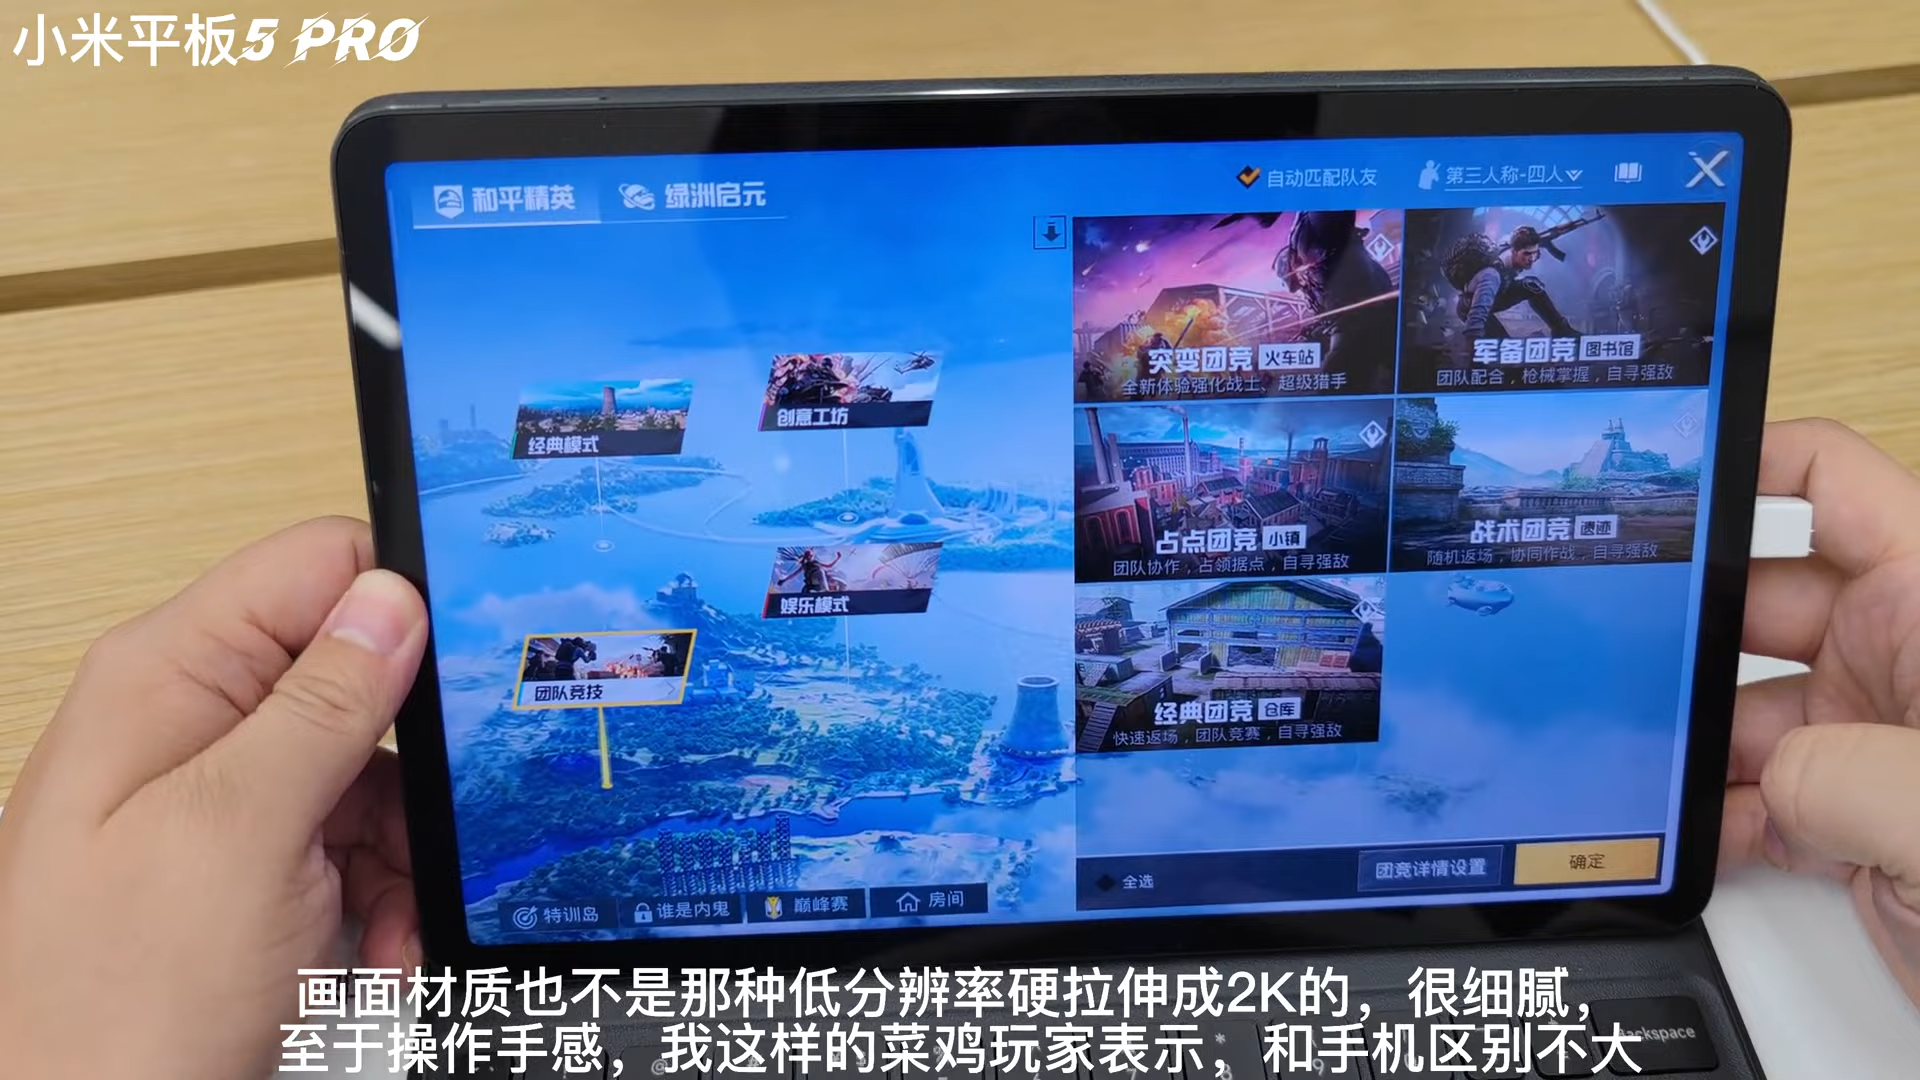 小米平板5 PRO
和平精英
绿洲启元
自动匹配队友
第三人称-四人
突变团竞 火车站
全新体验强化战士、超级猎手
军备团竞 图书馆
团队配合，枪械掌握，自寻强敌
经典模式
创意工坊
占点团竞 小镇
团队协作，占领据点，自寻强敌
战术团竞 遗迹
随机返场，协同作战，自寻强敌
娱乐模式
团队竞技
经典团竞 仓库
快速返场，团队竞赛，自寻强敌
全选
团竞详情设置
确定
特训岛
谁是内鬼
巅峰赛
房间
画面材质也不是那种低分辨率硬拉伸成2K的，很细腻，
至于操作手感，我这样的菜鸡玩家表示，和手机区别不大
Backspace